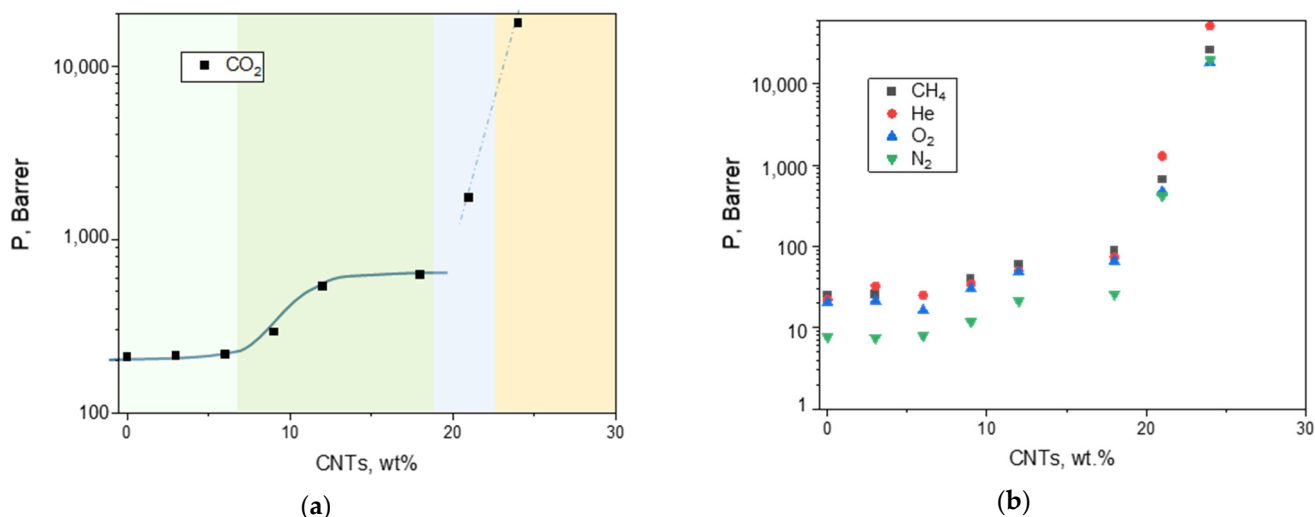 CO₂
10,000
1,000
100
P, Barrer
0
10
20
30
CNTs, wt%
(a)
CH₄
He
O₂
N₂
10,000
1,000
100
10
1
P, Barrer
0
10
20
30
CNTs, wt.%
(b)